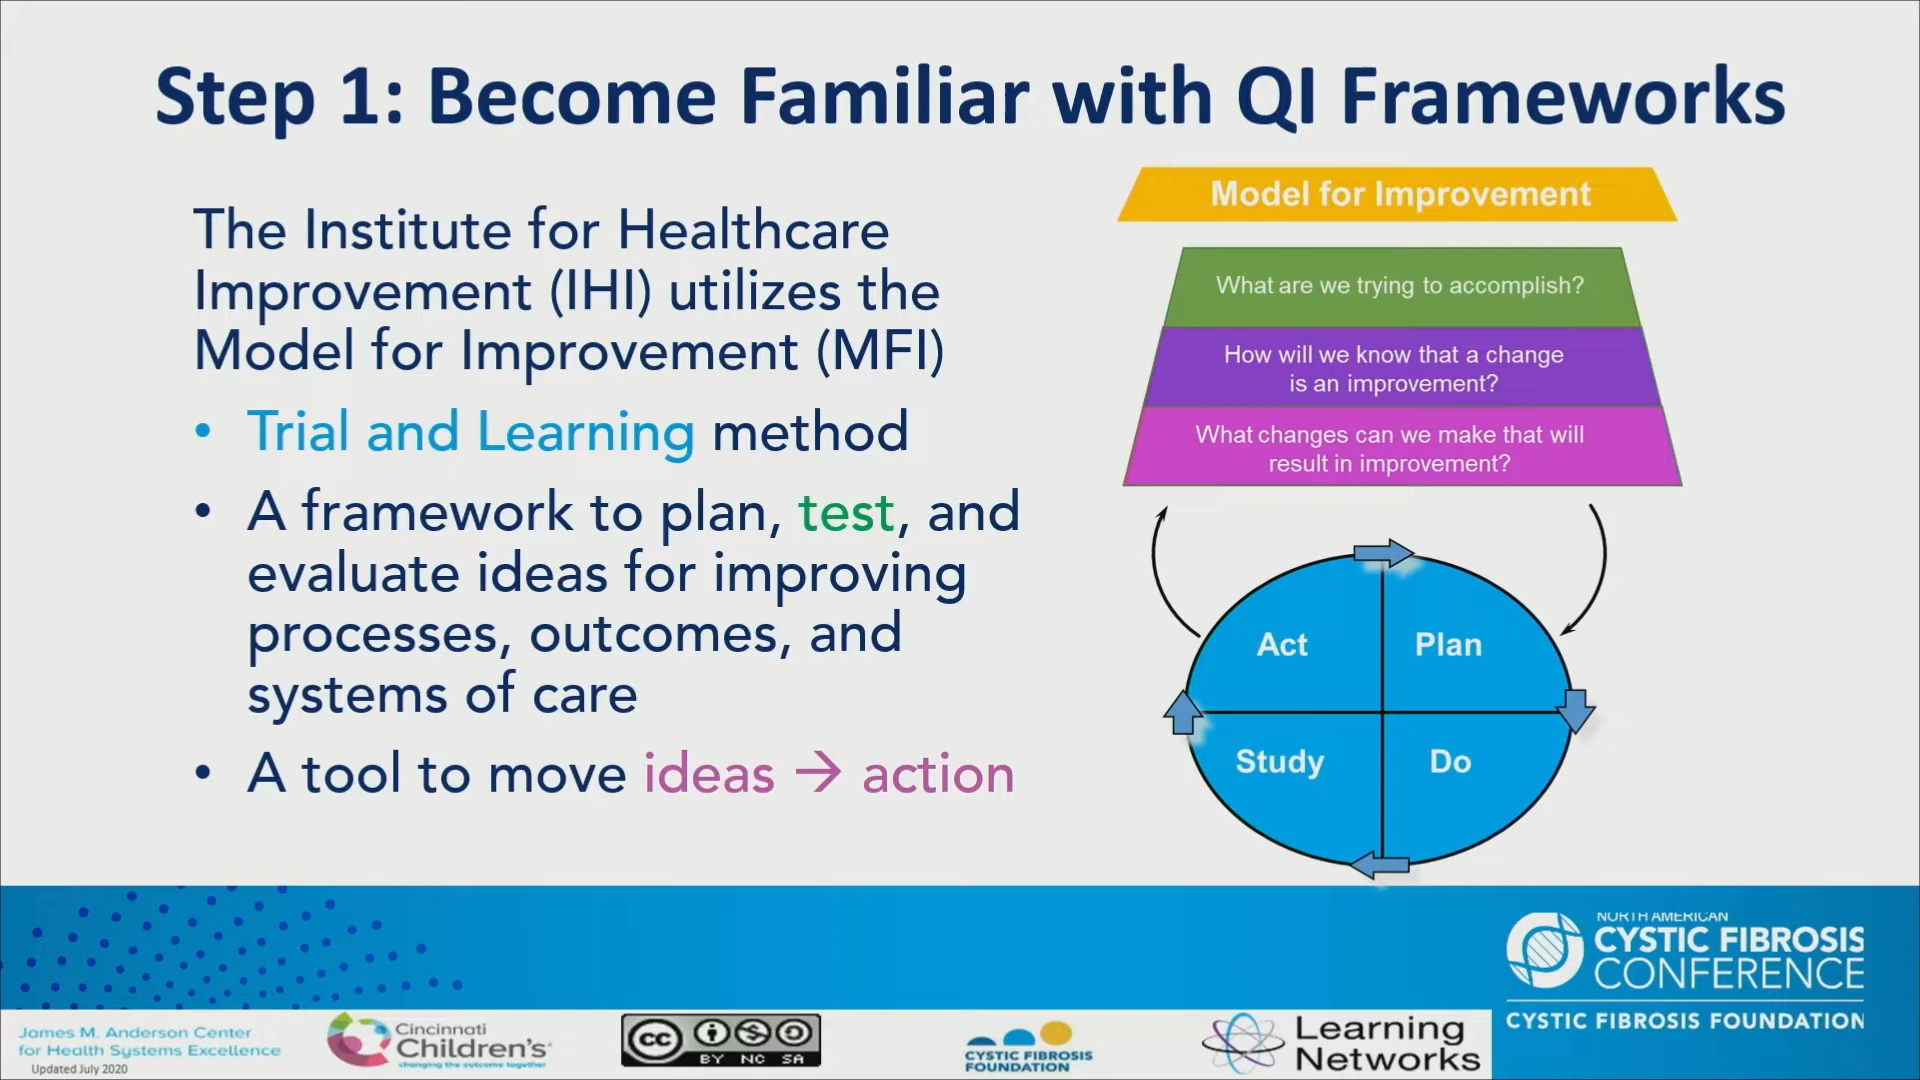 Step 1: Become Familiar with QI Frameworks
The Institute for Healthcare
Improvement (IHI) utilizes the
Model for Improvement (MFI)
• Trial and Learning method
• A framework to plan, test, and
evaluate ideas for improving
processes, outcomes, and
systems of care
• A tool to move ideas → action
Model for Improvement
What are we trying to accomplish?
How will we know that a change
is an improvement?
What changes can we make that will
result in improvement?
Act
Plan
Study
Do
NORTH AMERICAN
CYSTIC FIBROSIS
CONFERENCE
CYSTIC FIBROSIS FOUNDATION
James M. Anderson Center
for Health Systems Excellence
Updated July 2020
Cincinnati
Children's
changing the outcome together
CC
BY NC SA
CYSTIC FIBROSIS
FOUNDATION
Learning
Networks